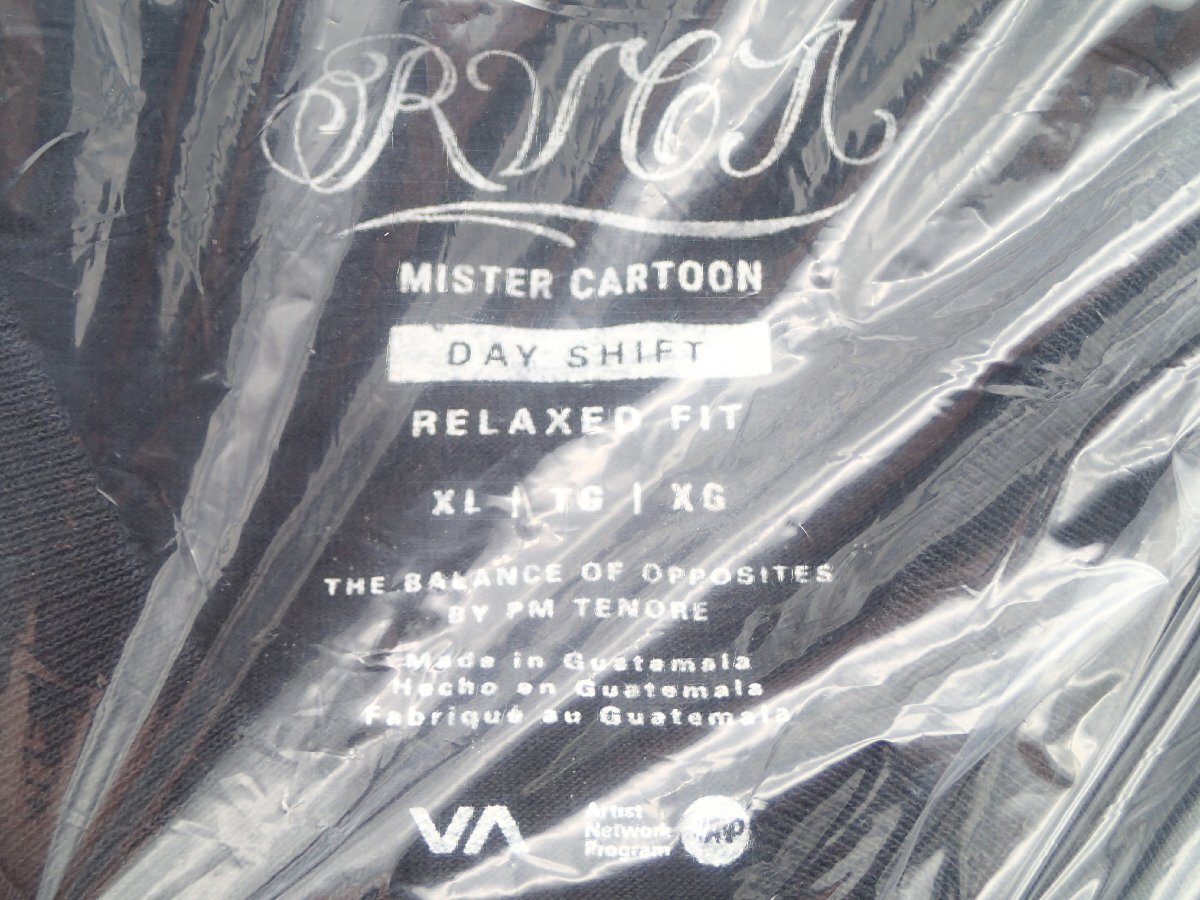 RVCA
MISTER CARTOON
DAY SHIFT
RELAXED FIT
XL | TG | XG
THE BALANCE OF OPPOSITES
BY PM TENORE
Made in Guatemala
Hecho en Guatemala
Fabriqué au Guatemala
VA
Artist
Network
Program
ANP